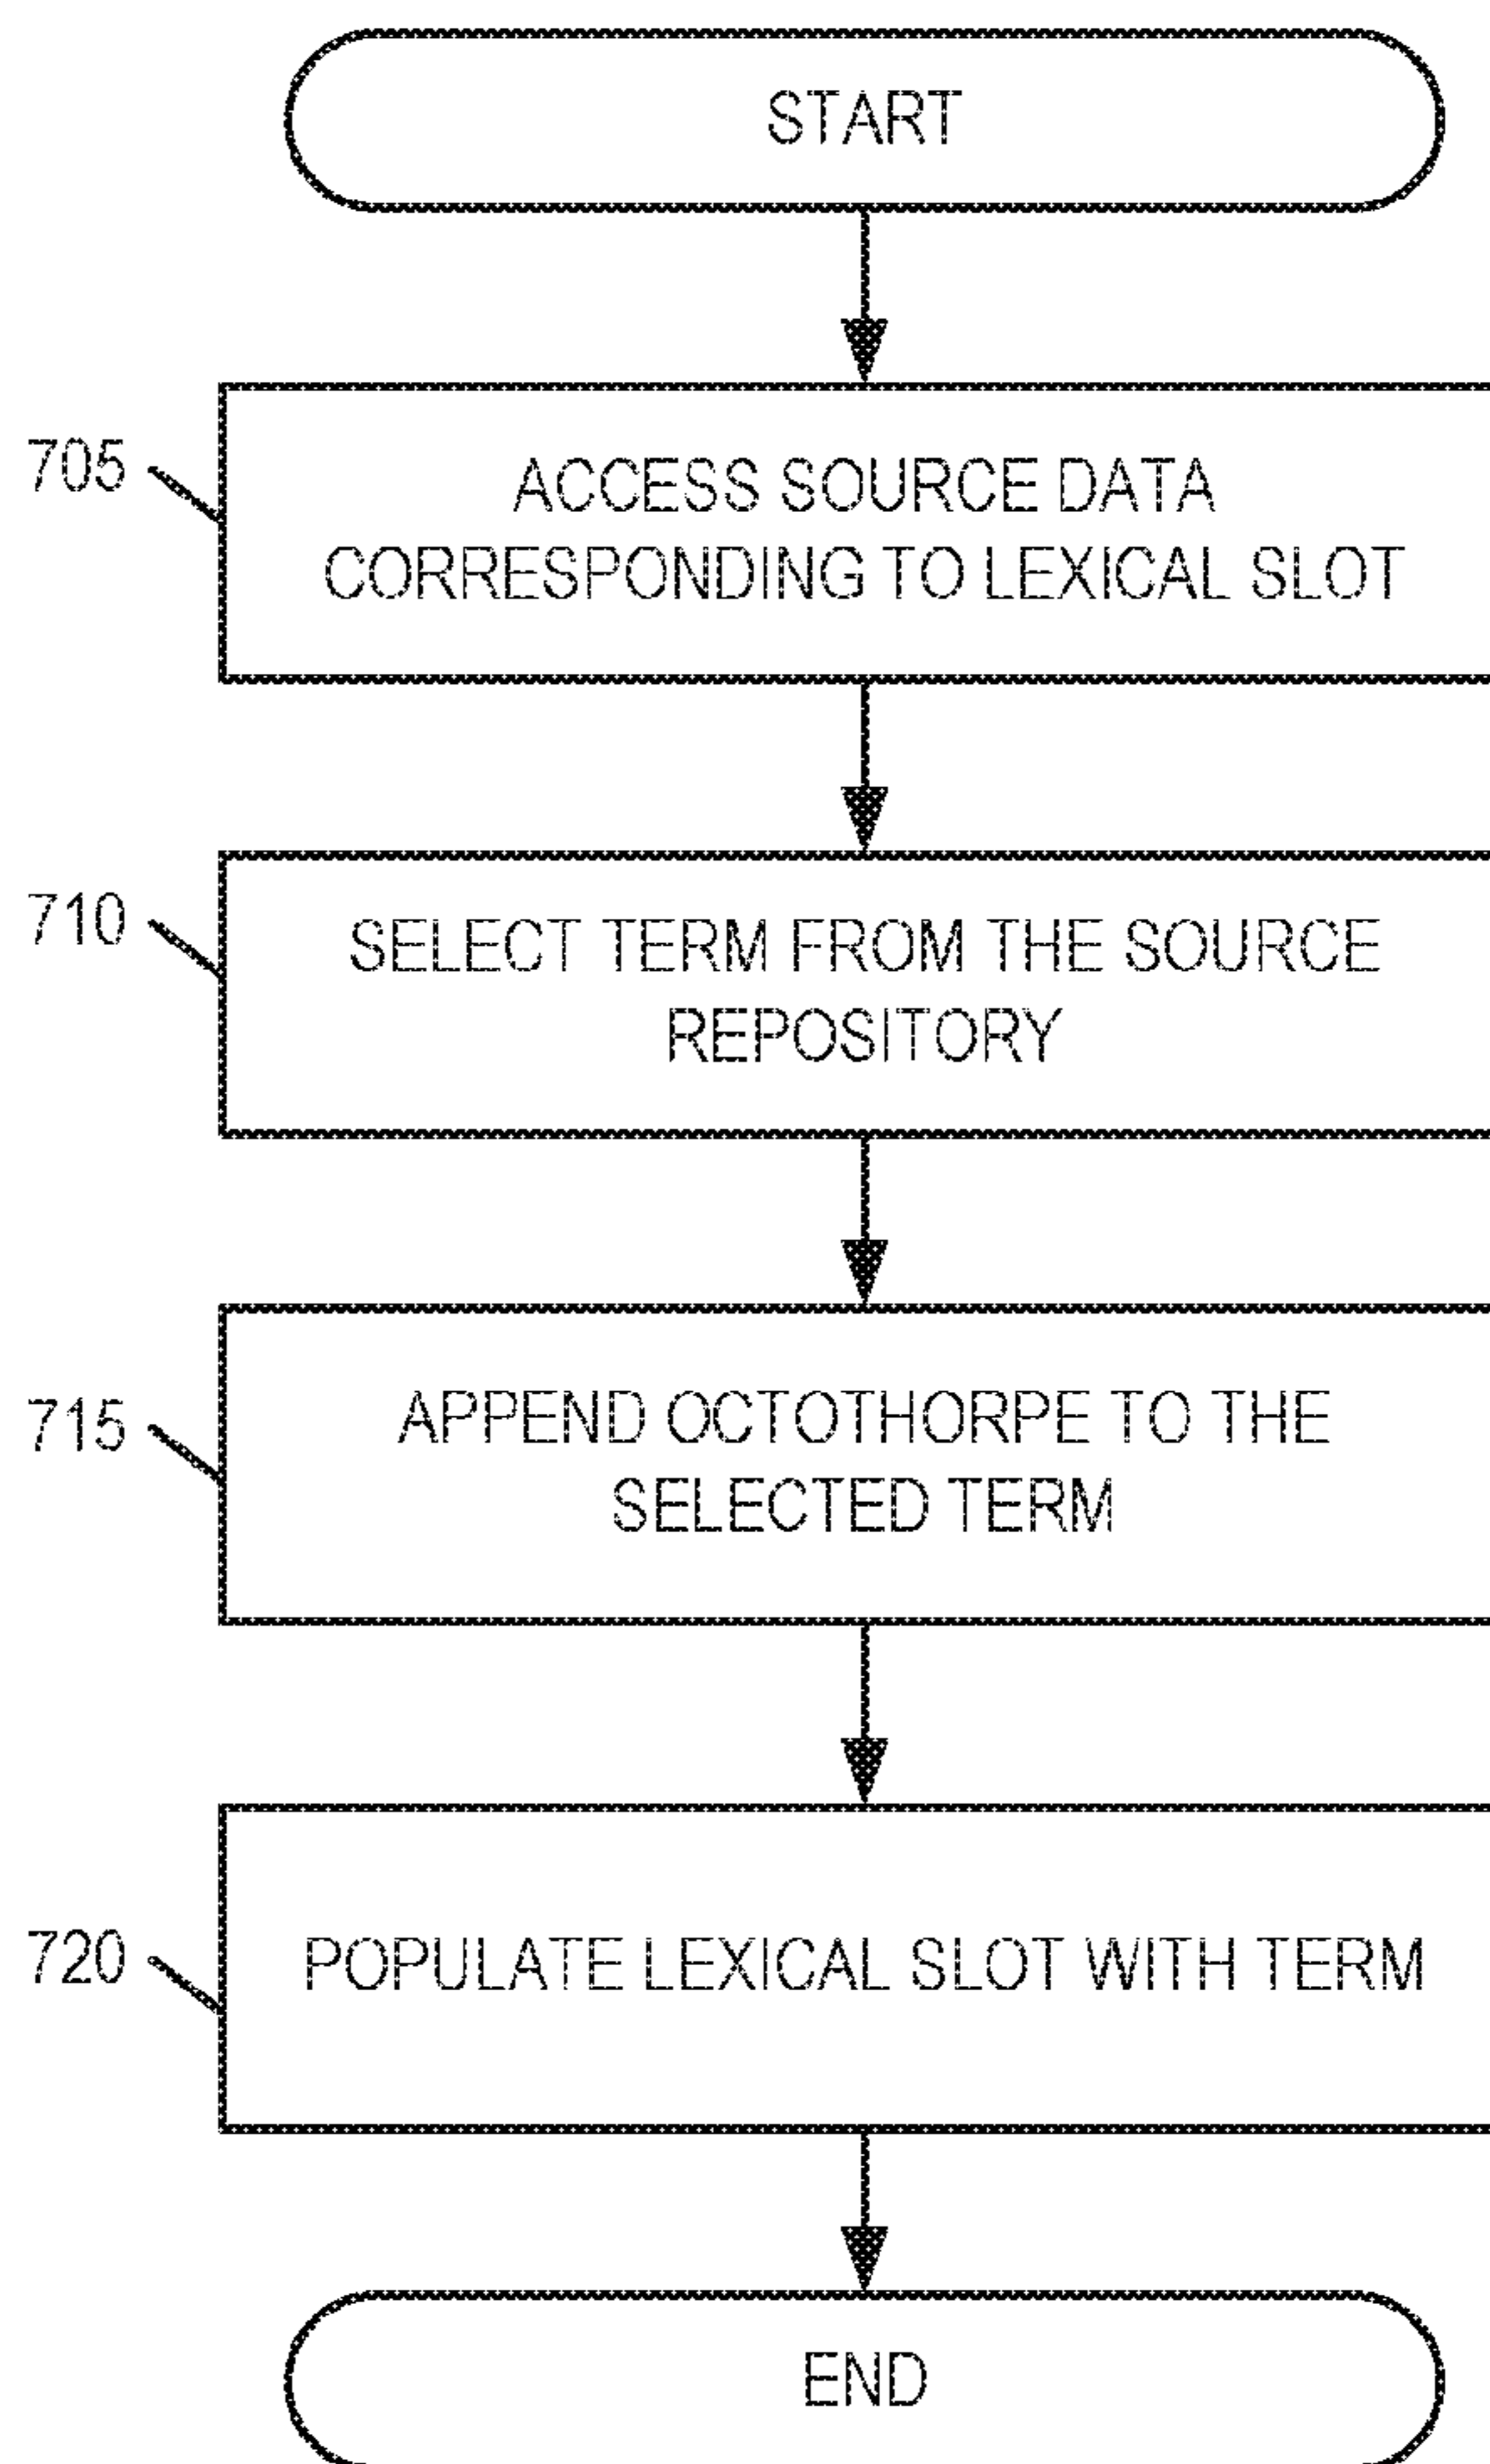 START
705
ACCESS SOURCE DATA
CORRESPONDING TO LEXICAL SLOT
710
SELECT TERM FROM THE SOURCE
REPOSITORY
715
APPEND OCTOTHORPE TO THE
SELECTED TERM
720
POPULATE LEXICAL SLOT WITH TERM
END